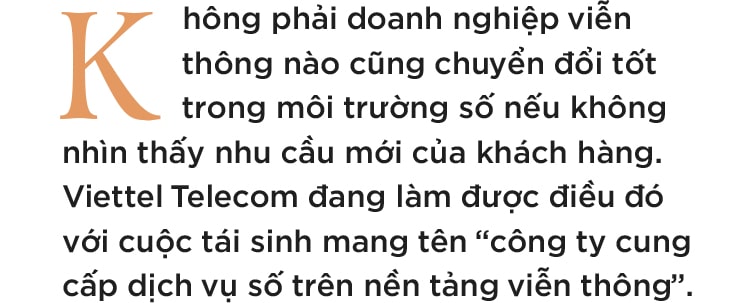 Không phải doanh nghiệp viễn
thông nào cũng chuyển đổi tốt
trong môi trường số nếu không
nhìn thấy nhu cầu mới của khách hàng.
Viettel Telecom đang làm được điều đó
với cuộc tái sinh mang tên “công ty cung
cấp dịch vụ số trên nền tảng viễn thông”.